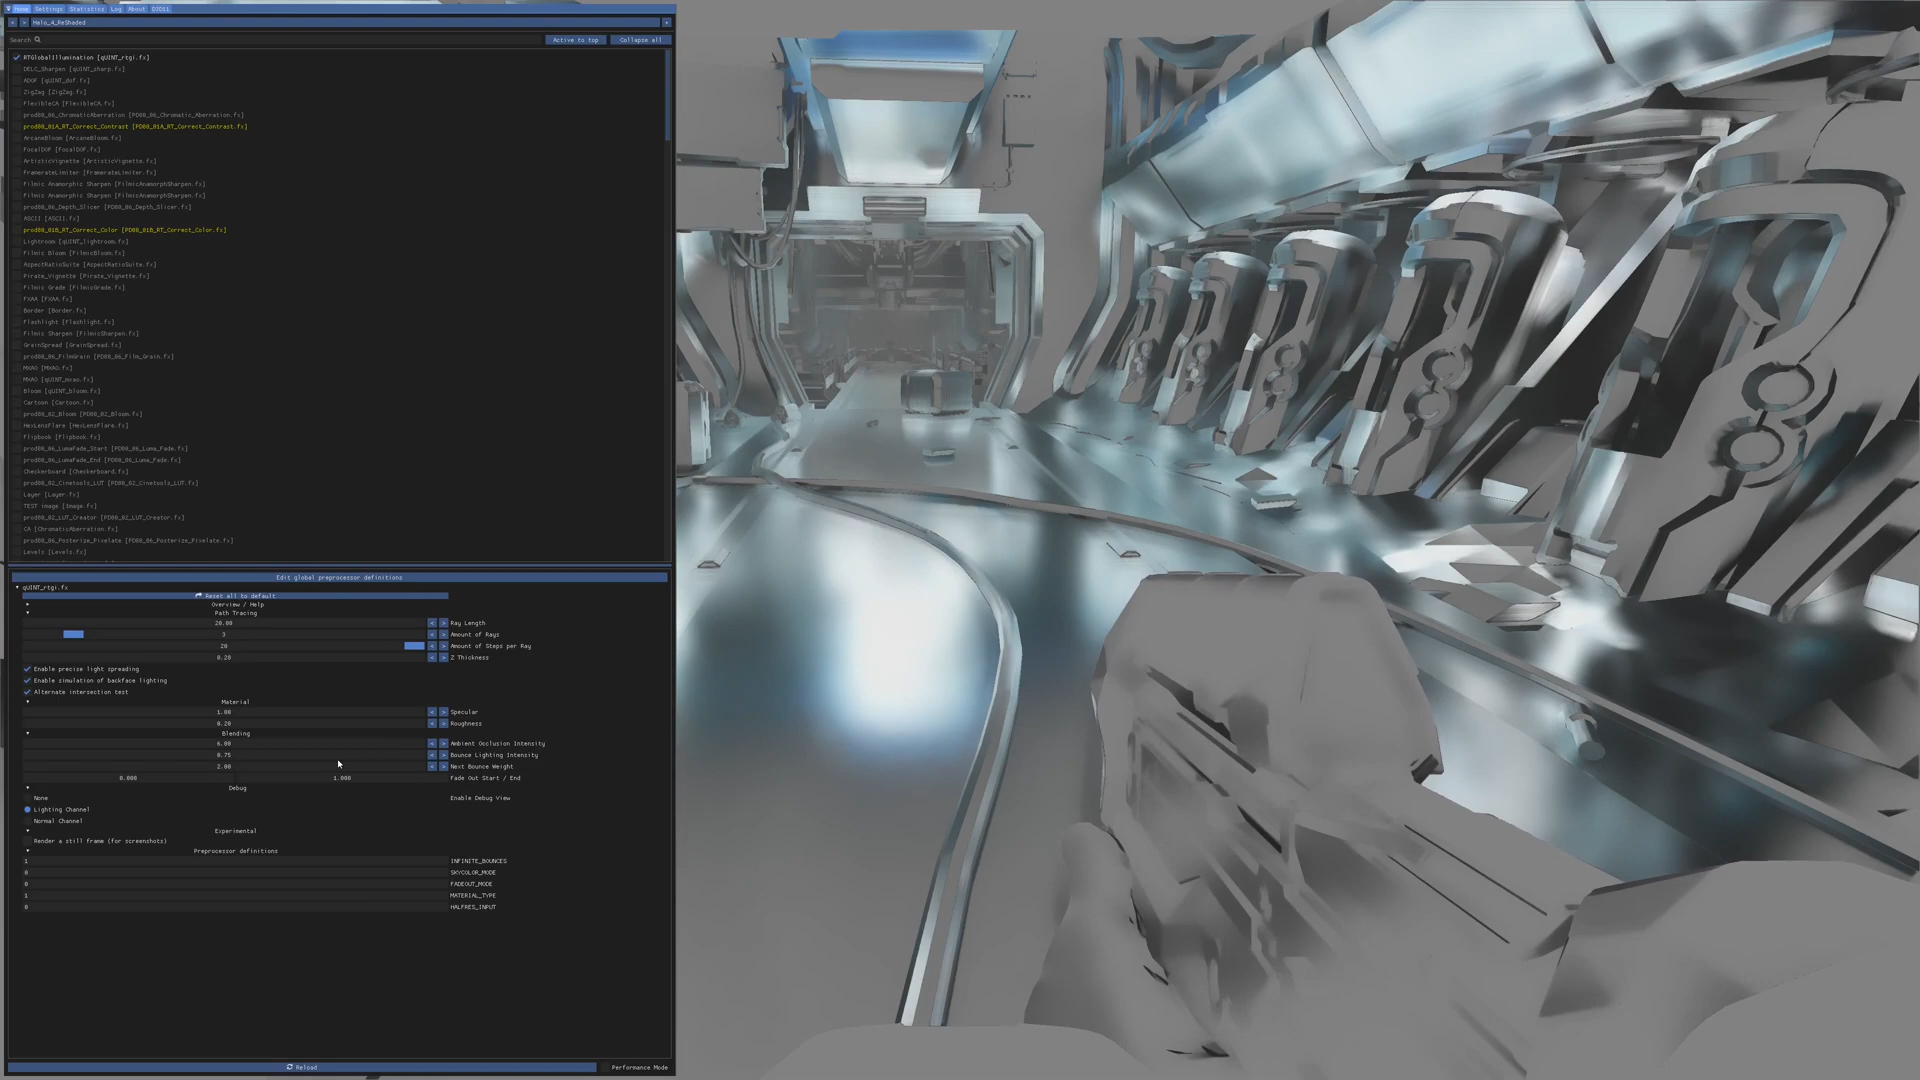 Home Settings Statistics Log About D3D11
< > Halo_4_ReShaded +
Search Active to top Collapse all
RTGlobalIllumination [qUINT_rtgi.fx]
DELC_Sharpen [qUINT_sharp.fx]
ADOF [qUINT_dof.fx]
ZigZag [ZigZag.fx]
FlexibleCA [FlexibleCA.fx]
prod80_06_ChromaticAberration [PD80_06_Chromatic_Aberration.fx]
prod80_01A_RT_Correct_Contrast [PD80_01A_RT_Correct_Contrast.fx]
ArcaneBloom [ArcaneBloom.fx]
FocalDOF [FocalDOF.fx]
ArtisticVignette [ArtisticVignette.fx]
FramerateLimiter [FramerateLimiter.fx]
Filmic Anamorphic Sharpen [FilmicAnamorphSharpen.fx]
Filmic Anamorphic Sharpen [FilmicAnamorphSharpen.fx]
prod80_06_Depth_Slicer [PD80_06_Depth_Slicer.fx]
ASCII [ASCII.fx]
prod80_01B_RT_Correct_Color [PD80_01B_RT_Correct_Color.fx]
Lightroom [qUINT_lightroom.fx]
Filmic Bloom [FilmicBloom.fx]
AspectRatioSuite [AspectRatioSuite.fx]
Pirate_Vignette [Pirate_Vignette.fx]
Filmic Grade [FilmicGrade.fx]
FXAA [FXAA.fx]
Border [Border.fx]
Flashlight [Flashlight.fx]
Filmic Sharpen [FilmicSharpen.fx]
GrainSpread [GrainSpread.fx]
prod80_06_FilmGrain [PD80_06_Film_Grain.fx]
MXAO [MXAO.fx]
MXAO [qUINT_mxao.fx]
Bloom [qUINT_bloom.fx]
Cartoon [Cartoon.fx]
prod80_02_Bloom [PD80_02_Bloom.fx]
HexLensFlare [HexLensFlare.fx]
Flipbook [Flipbook.fx]
prod80_06_LumaFade_Start [PD80_06_Luma_Fade.fx]
prod80_06_LumaFade_End [PD80_06_Luma_Fade.fx]
Checkerboard [Checkerboard.fx]
prod80_02_Cinetools_LUT [PD80_02_Cinetools_LUT.fx]
Layer [Layer.fx]
TEST image [Image.fx]
prod80_02_LUT_Creator [PD80_02_LUT_Creator.fx]
CA [ChromaticAberration.fx]
prod80_06_Posterize_Pixelate [PD80_06_Posterize_Pixelate.fx]
Levels [Levels.fx]
Edit global preprocessor definitions
qUINT_rtgi.fx
Reset all to default
Overview / Help
Path Tracing
20.00 < > Ray Length
3 < > Amount of Rays
20 < > Amount of Steps per Ray
0.20 < > Z Thickness
Enable precise light spreading
Enable simulation of backface lighting
Alternate intersection test
Material
1.00 < > Specular
0.20 < > Roughness
Blending
6.00 < > Ambient Occlusion Intensity
0.75 < > Bounce Lighting Intensity
2.00 < > Next Bounce Weight
0.000 1.000 Fade Out Start / End
Debug
None Enable Debug View
Lighting Channel
Normal Channel
Experimental
Render a still frame (for screenshots)
Preprocessor definitions
1 INFINITE_BOUNCES
0 SKYCOLOR_MODE
0 FADEOUT_MODE
1 MATERIAL_TYPE
0 HALFRES_INPUT
Reload Performance Mode